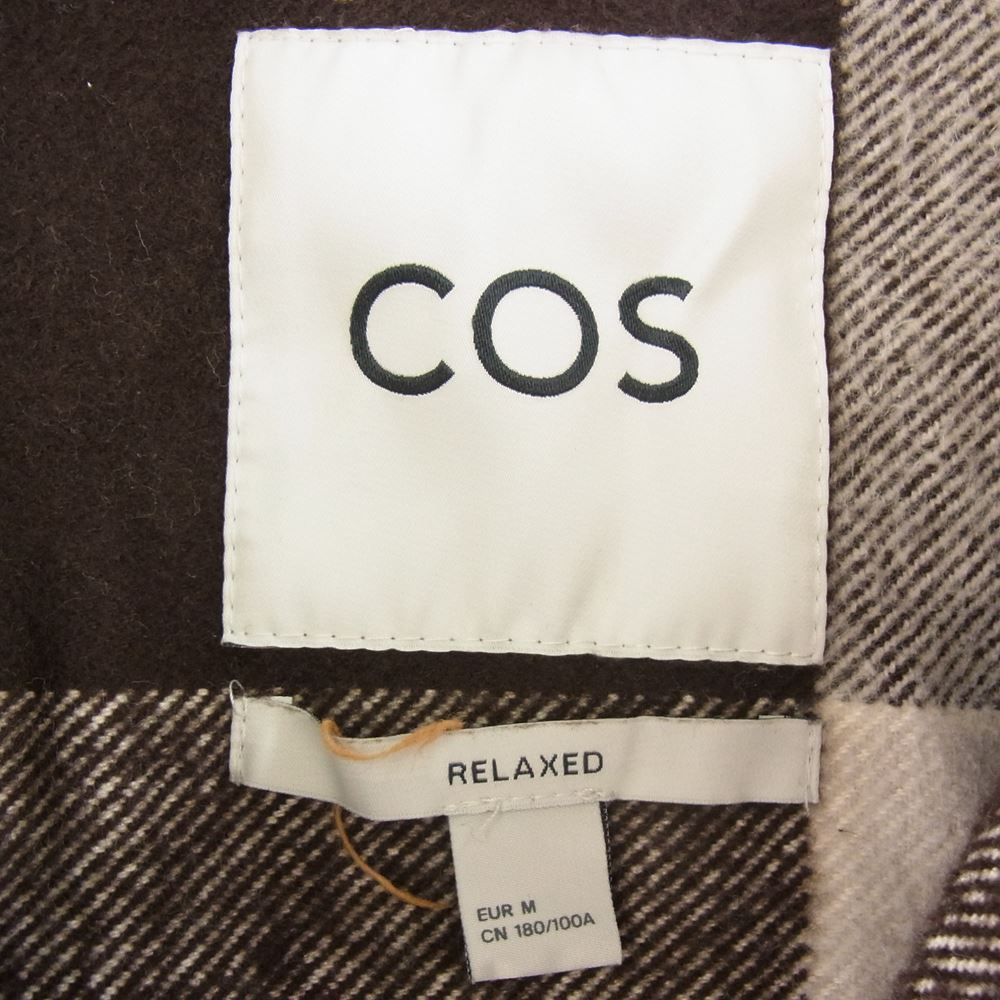 COS
RELAXED
EUR M
CN 180/100A